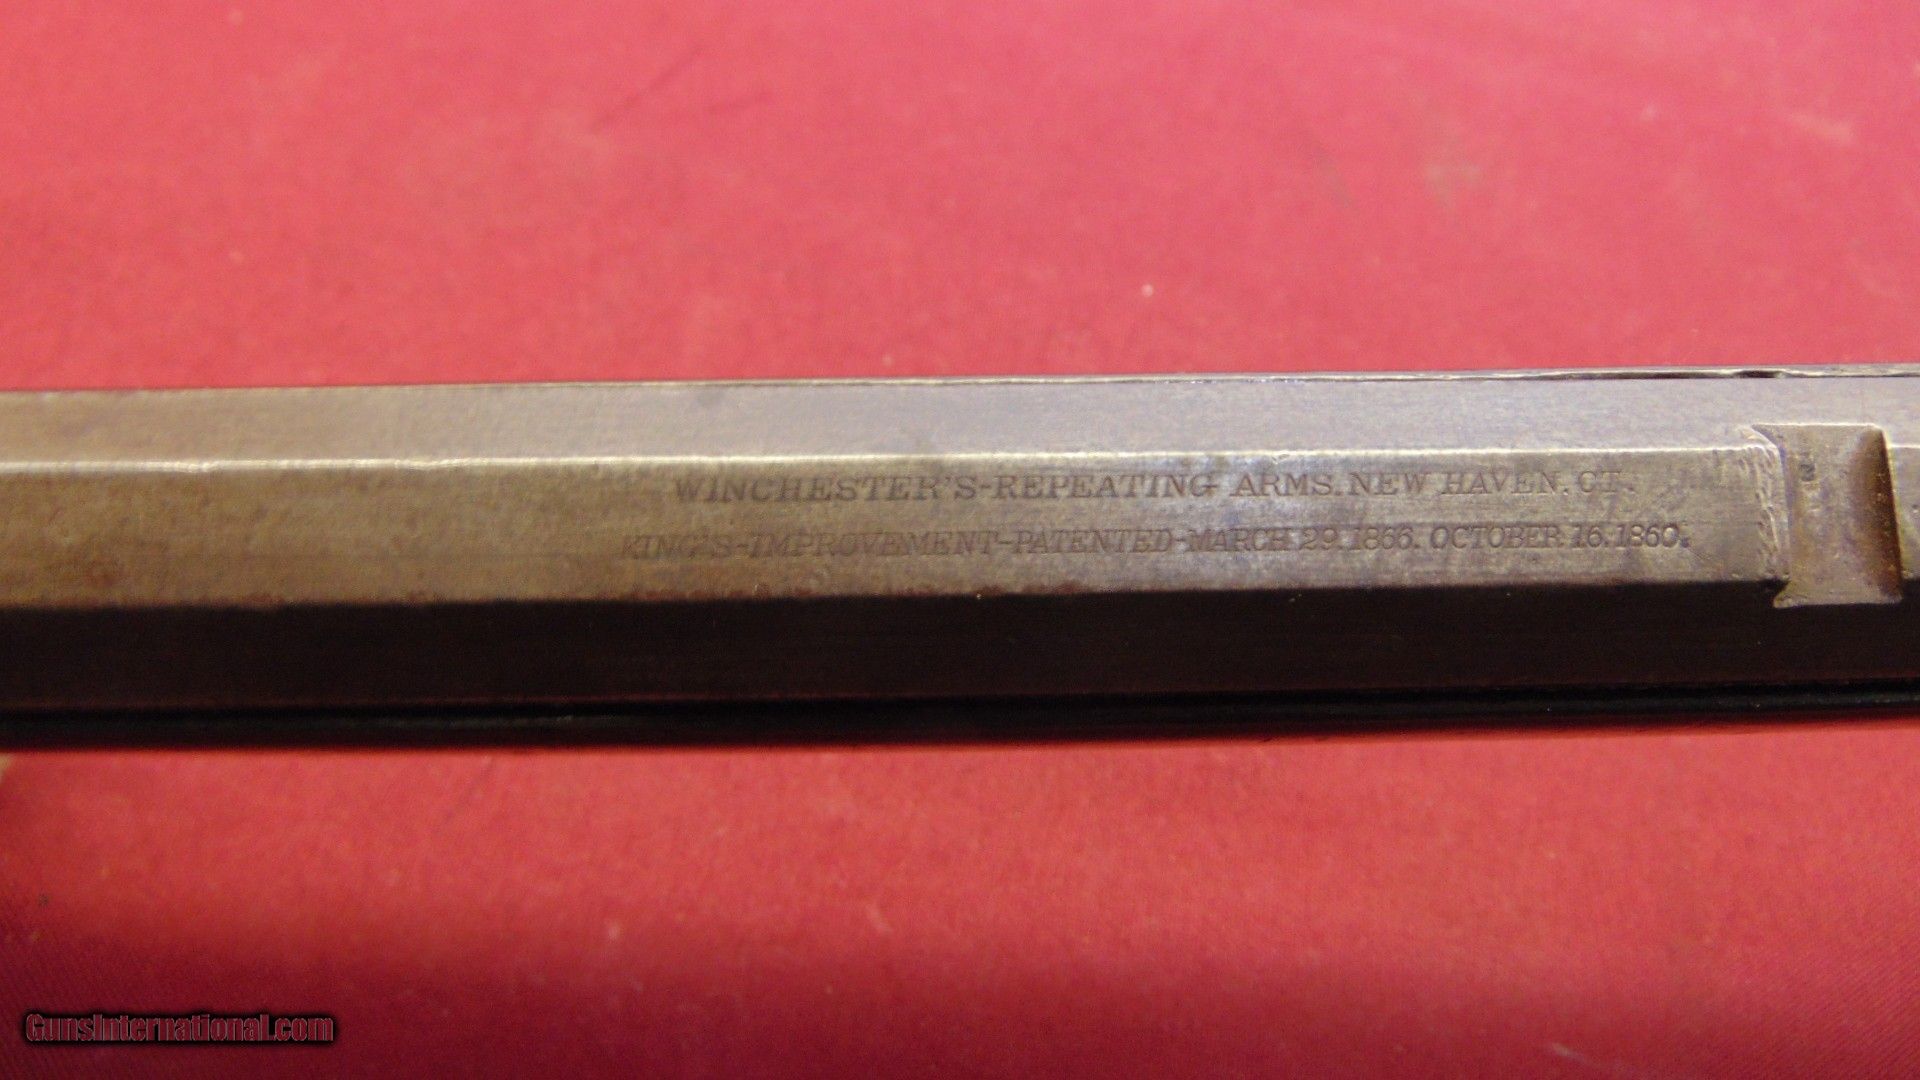 WINCHESTER'S-REPEATING ARMS. NEW HAVEN. CT.
KING'S-IMPROVEMENT-PATENTED-MARCH 29. 1866. OCTOBER 16. 1860.
GunsInternational.com